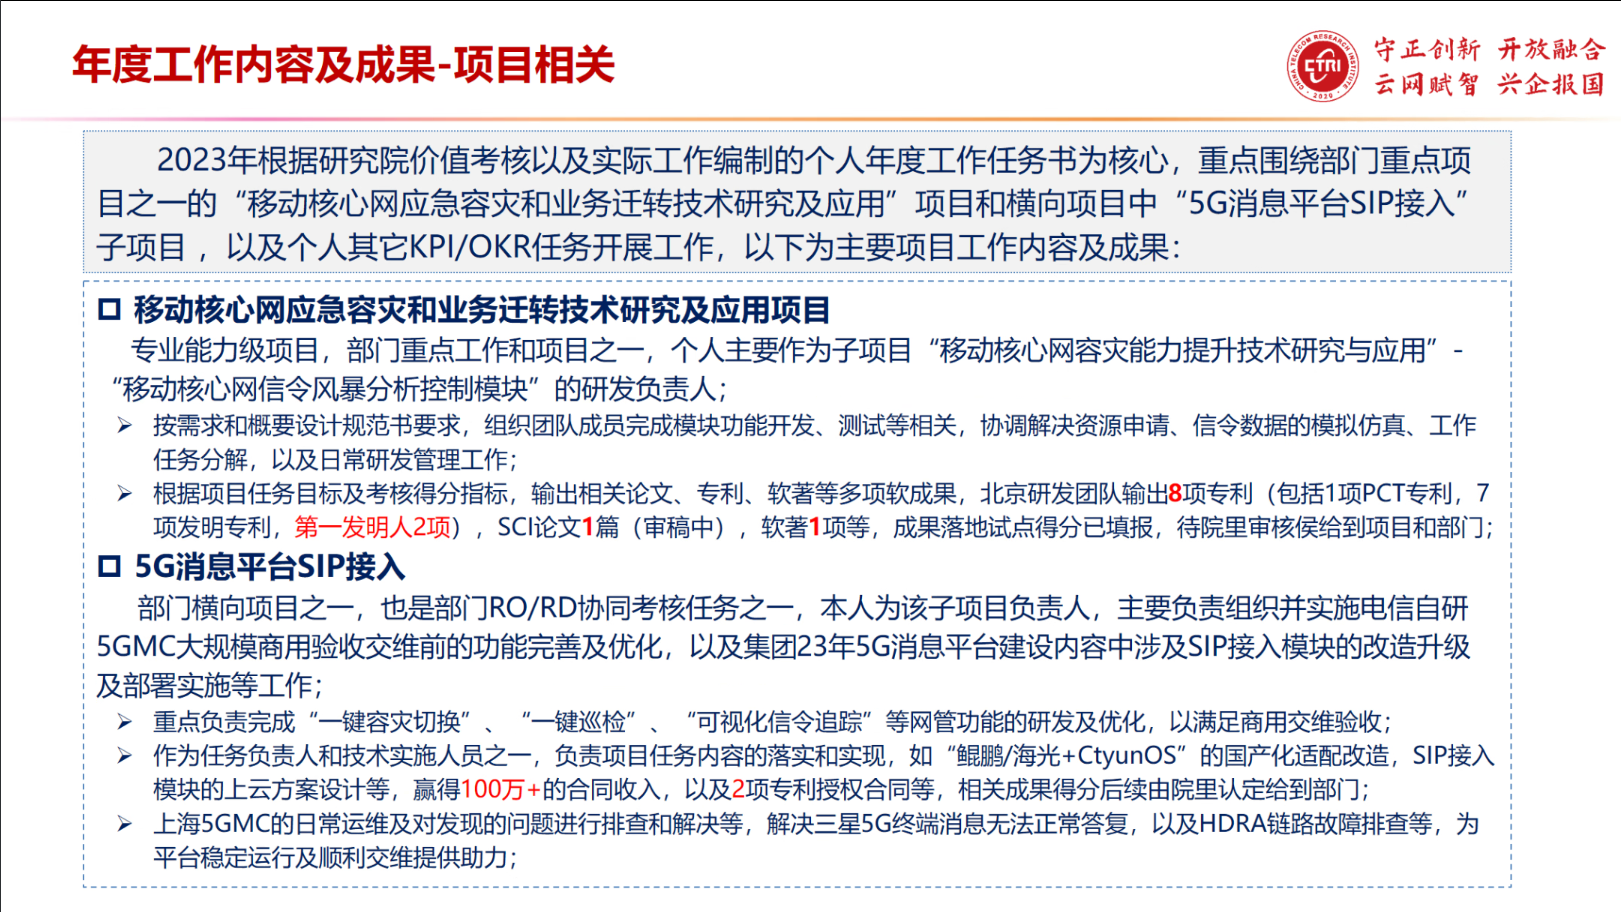 年度工作内容及成果-项目相关
CHINA TELECOM RESEARCH INSTITUTE
CTRI
2020
守正创新 开放融合
云网赋智 兴企报国
2023年根据研究院价值考核以及实际工作编制的个人年度工作任务书为核心，重点围绕部门重点项
目之一的“移动核心网应急容灾和业务迁转技术研究及应用”项目和横向项目中“5G消息平台SIP接入”
子项目 ，以及个人其它KPI/OKR任务开展工作，以下为主要项目工作内容及成果：
移动核心网应急容灾和业务迁转技术研究及应用项目
专业能力级项目，部门重点工作和项目之一，个人主要作为子项目“移动核心网容灾能力提升技术研究与应用”-
“移动核心网信令风暴分析控制模块”的研发负责人；
按需求和概要设计规范书要求，组织团队成员完成模块功能开发、测试等相关，协调解决资源申请、信令数据的模拟仿真、工作
任务分解，以及日常研发管理工作；
根据项目任务目标及考核得分指标，输出相关论文、专利、软著等多项软成果，北京研发团队输出8项专利（包括1项PCT专利，7
项发明专利，第一发明人2项），SCI论文1篇（审稿中），软著1项等，成果落地试点得分已填报，待院里审核侯给到项目和部门；
5G消息平台SIP接入
部门横向项目之一，也是部门RO/RD协同考核任务之一，本人为该子项目负责人，主要负责组织并实施电信自研
5GMC大规模商用验收交维前的功能完善及优化，以及集团23年5G消息平台建设内容中涉及SIP接入模块的改造升级
及部署实施等工作；
重点负责完成“一键容灾切换”、“一键巡检”、“可视化信令追踪”等网管功能的研发及优化，以满足商用交维验收；
作为任务负责人和技术实施人员之一，负责项目任务内容的落实和实现，如“鲲鹏/海光+CtyunOS”的国产化适配改造，SIP接入
模块的上云方案设计等，赢得100万+的合同收入，以及2项专利授权合同等，相关成果得分后续由院里认定给到部门；
上海5GMC的日常运维及对发现的问题进行排查和解决等，解决三星5G终端消息无法正常答复，以及HDRA链路故障排查等，为
平台稳定运行及顺利交维提供助力；